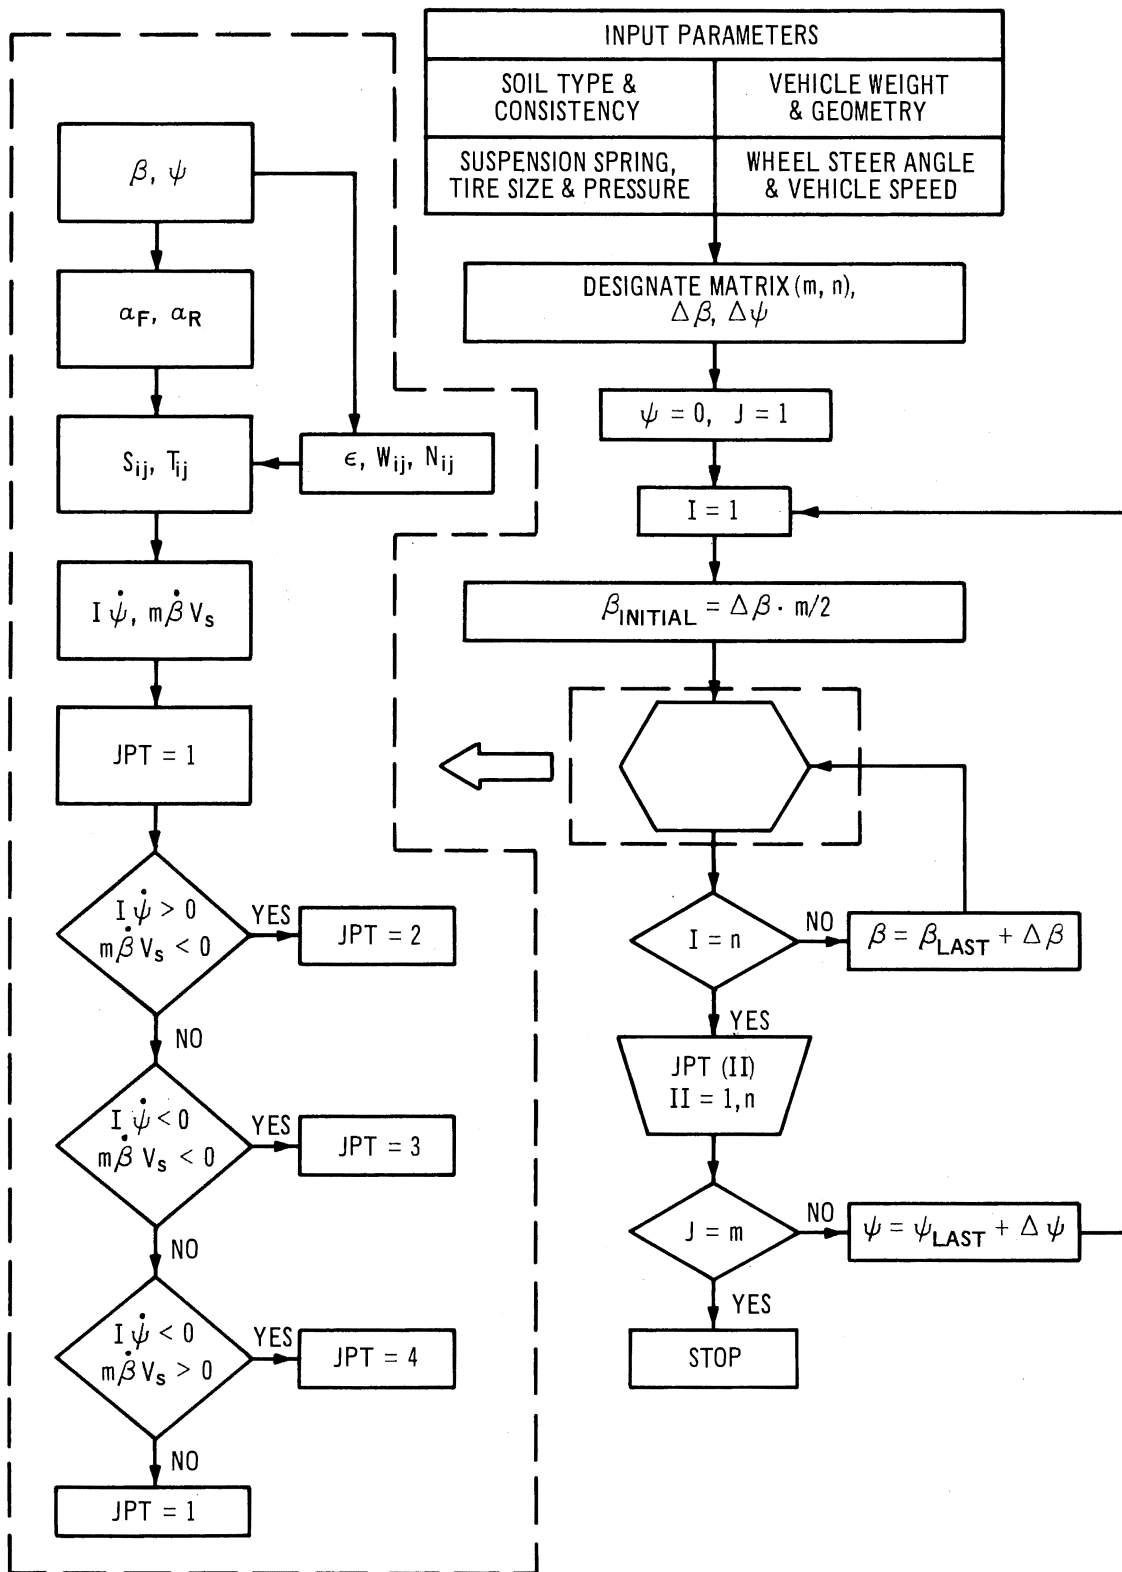 INPUT PARAMETERS
SOIL TYPE &
CONSISTENCY
VEHICLE WEIGHT
& GEOMETRY
SUSPENSION SPRING,
TIRE SIZE & PRESSURE
WHEEL STEER ANGLE
& VEHICLE SPEED
DESIGNATE MATRIX (m, n),
Δβ, Δψ
ψ = 0, J = 1
I = 1
β_INITIAL = Δβ · m/2
I = n
NO
β = β_LAST + Δβ
YES
JPT (II)
II = 1,n
J = m
NO
ψ = ψ_LAST + Δψ
YES
STOP
β, ψ
α_F, α_R
S_ij, T_ij
ϵ, W_ij, N_ij
I ψ̇, m β̇ V_s
JPT = 1
I ψ̇ > 0
m β̇ V_s < 0
YES
JPT = 2
NO
I ψ̇ < 0
m β̇ V_s < 0
YES
JPT = 3
NO
I ψ̇ < 0
m β̇ V_s > 0
YES
JPT = 4
NO
JPT = 1